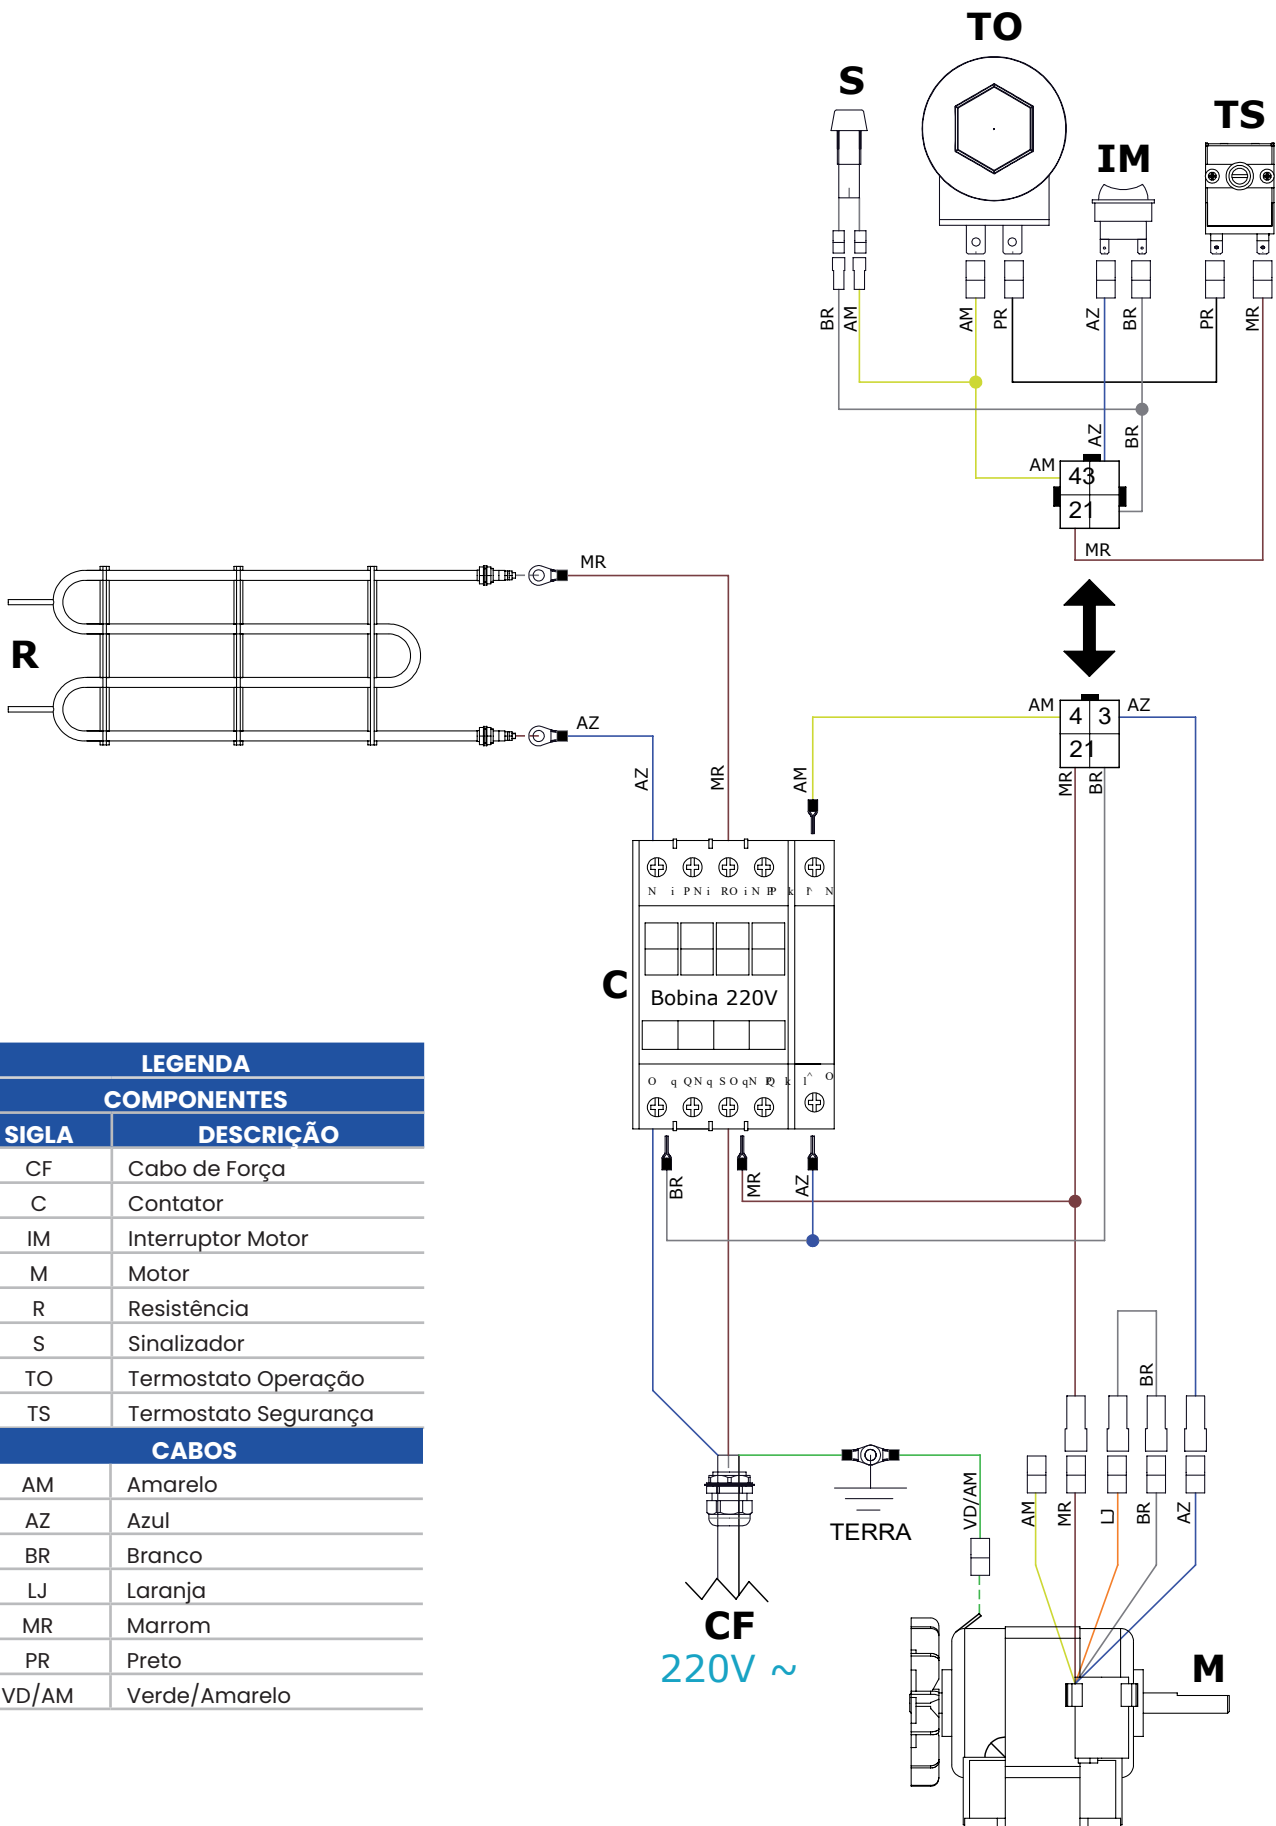 TO
S
TS
IM
BR
AM
AM
PR
AZ
BR
PR
MR
AZ
BR
AM
43
21
MR
MR
R
AZ
AM
4 3
AZ
21
AZ
MR
AM
MR
BR
C
Bobina 220V
BR
MR
AZ
LEGENDA
COMPONENTES
SIGLA DESCRIÇÃO
CF Cabo de Força
C Contator
IM Interruptor Motor
M Motor
R Resistência
S Sinalizador
TO Termostato Operação
TS Termostato Segurança
CABOS
AM Amarelo
AZ Azul
BR Branco
LJ Laranja
MR Marrom
PR Preto
VD/AM Verde/Amarelo
BR
TERRA
VD/AM
AM
MR
LJ
BR
AZ
CF
220V ~
M